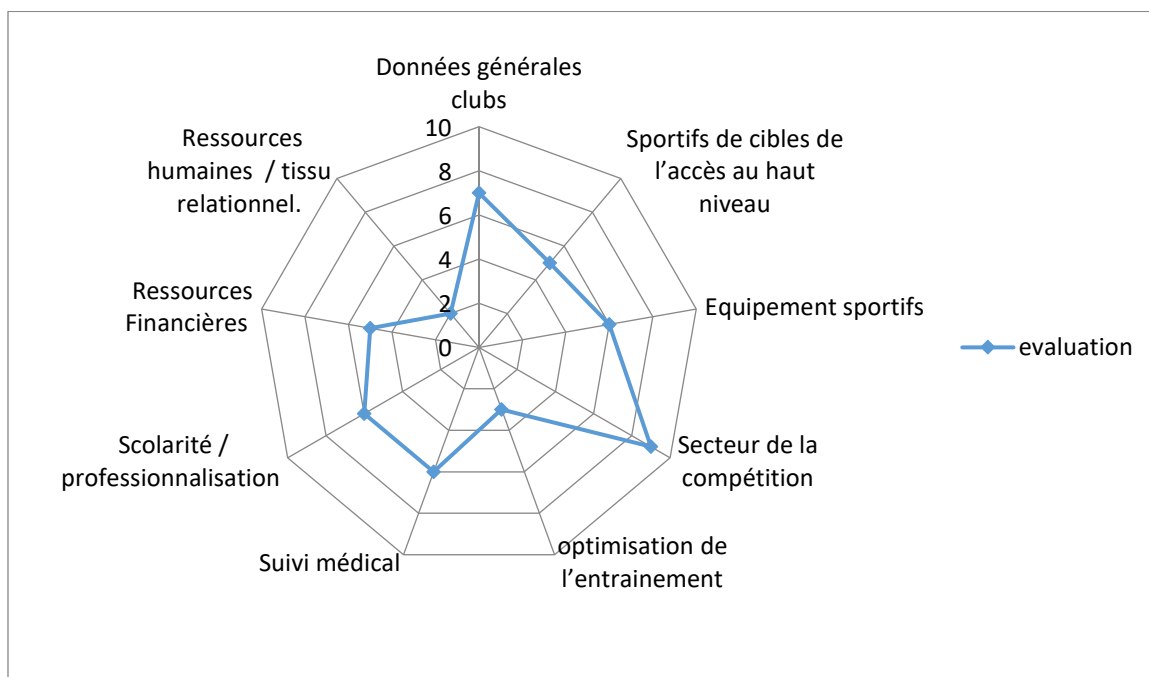 Données générales
clubs
Sportifs de cibles de
l’accès au haut
niveau
Equipement sportifs
Secteur de la
compétition
optimisation de
l’entrainement
Suivi médical
Scolarité /
professionnalisation
Ressources
Financières
Ressources
humaines / tissu
relationnel.
10
8
6
4
2
0
evaluation